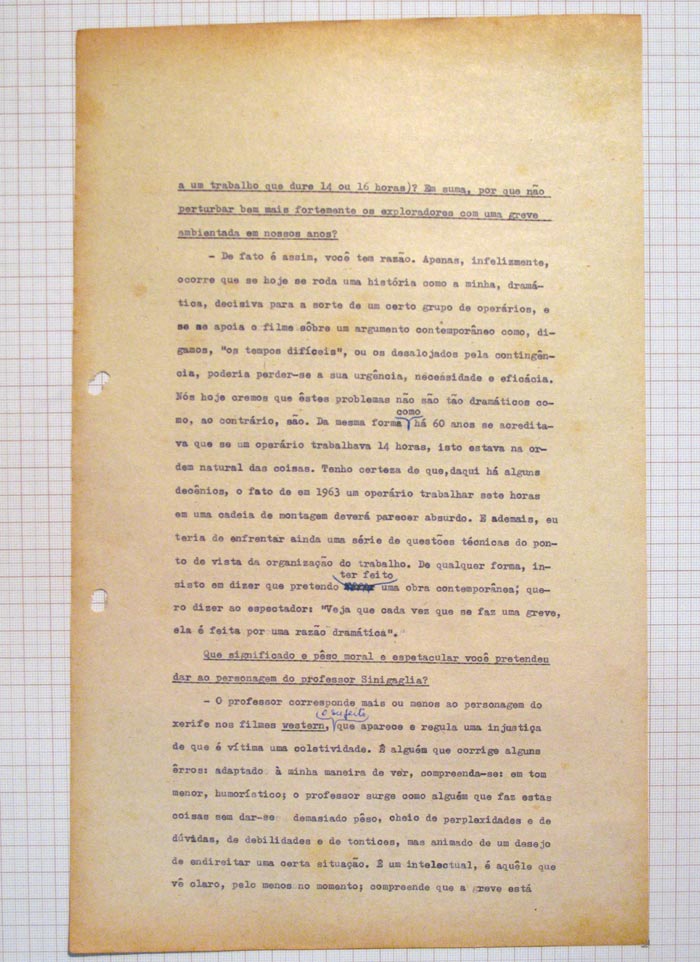 a um trabalho que dure 14 ou 16 horas)? Em suma, por que não
perturbar bem mais fortemente os exploradores com uma greve
ambientada em nossos anos?
- De fato é assim, você tem razão. Apenas, infelizmente,
ocorre que se hoje se roda uma história como a minha, dramá-
tica, decisiva para a sorte de um certo grupo de operários, e
se se apoia o filme sôbre um argumento contemporâneo como, di-
gamos, "os tempos difíceis", ou os desalojados pela contingên-
cia, poderia perder-se a sua urgência, necessidade e eficácia.
Nós hoje cremos que êstes problemas não são tão dramáticos co-
mo, ao contrário, são. Da mesma forma como há 60 anos se acredita-
va que se um operário trabalhava 14 horas, isto estava na or-
dem natural das coisas. Tenho certeza de que,daqui há alguns
decênios, o fato de em 1963 um operário trabalhar sete horas
em uma cadeia de montagem deverá parecer absurdo. E ademais, eu
teria de enfrentar ainda uma série de questões técnicas do pon-
to de vista da organização do trabalho. De qualquer forma, in-
sisto em dizer que pretendo ter feito uma obra contemporânea; que-
ro dizer ao espectador: "Veja que cada vez que se faz uma greve,
ela é feita por uma razão dramática".
Que significado e pêso moral e espetacular você pretendeu
dar ao personagem do professor Sinigaglia?
- O professor corresponde mais ou menos ao personagem do
xerife nos filmes western, que aparece e regula uma injustiça
de que é vítima uma coletividade. É alguém que corrige alguns
êrros: adaptado à minha maneira de ver, compreenda-se: em tom
menor, humorístico; o professor surge como alguém que faz estas
coisas sem dar-se demasiado pêso, cheio de perplexidades e de
dúvidas, de debilidades e de tontices, mas animado de um desejo
de endireitar uma certa situação. É um intelectual, é aquêle que
vê claro, pelo menos no momento; compreende que a greve está